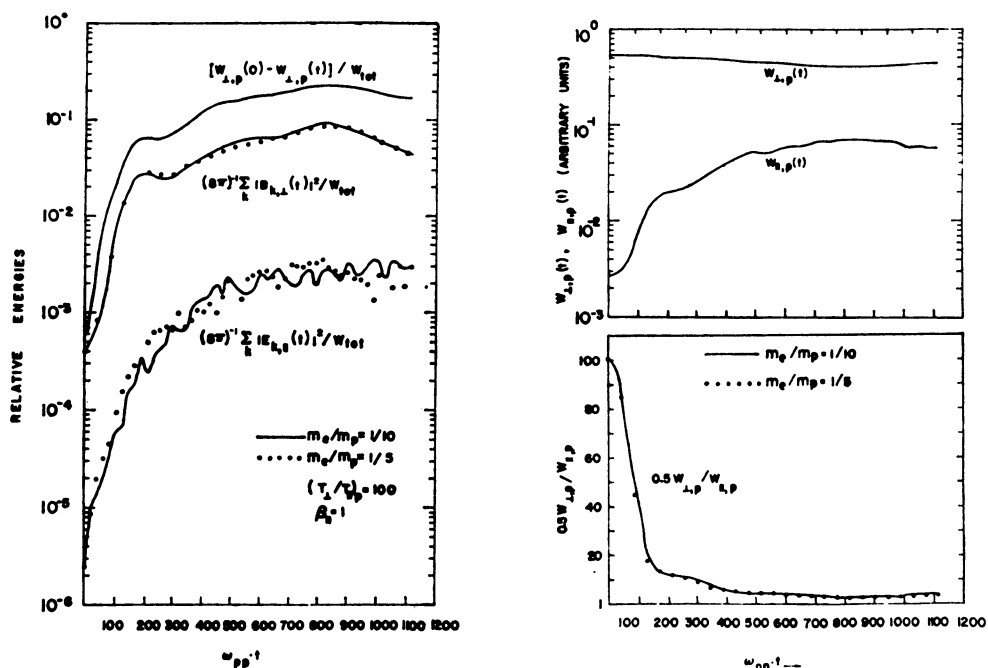 10⁰
[W⊥,p(0) - W⊥,p(t)] / Wtot
10⁻¹
(8π)⁻¹ Σ |B k,⊥(t)|² / Wtot
k
10⁻²
RELATIVE ENERGIES
10⁻³
(8π)⁻¹ Σ |E k,∥(t)|² / Wtot
k
10⁻⁴
me/mp = 1/10
me/mp = 1/5
(T⊥/T∥)p = 100
10⁻⁵
β∥ = 1
10⁻⁶
100 200 300 400 500 600 700 800 900 1000 1100 1200
ωpp·t
10⁰
W⊥,p(t)
10⁻¹
W∥,p(t)
10⁻²
10⁻³
W⊥,p(t), W∥,p(t) (ARBITRARY UNITS)
100
me/mp = 1/10
me/mp = 1/5
80
60
0.5 W⊥,p/W∥,p
40
20
1
0.5 W⊥,p/W∥,p
100 200 300 400 500 600 700 800 900 1000 1100 1200
ωpp·t →